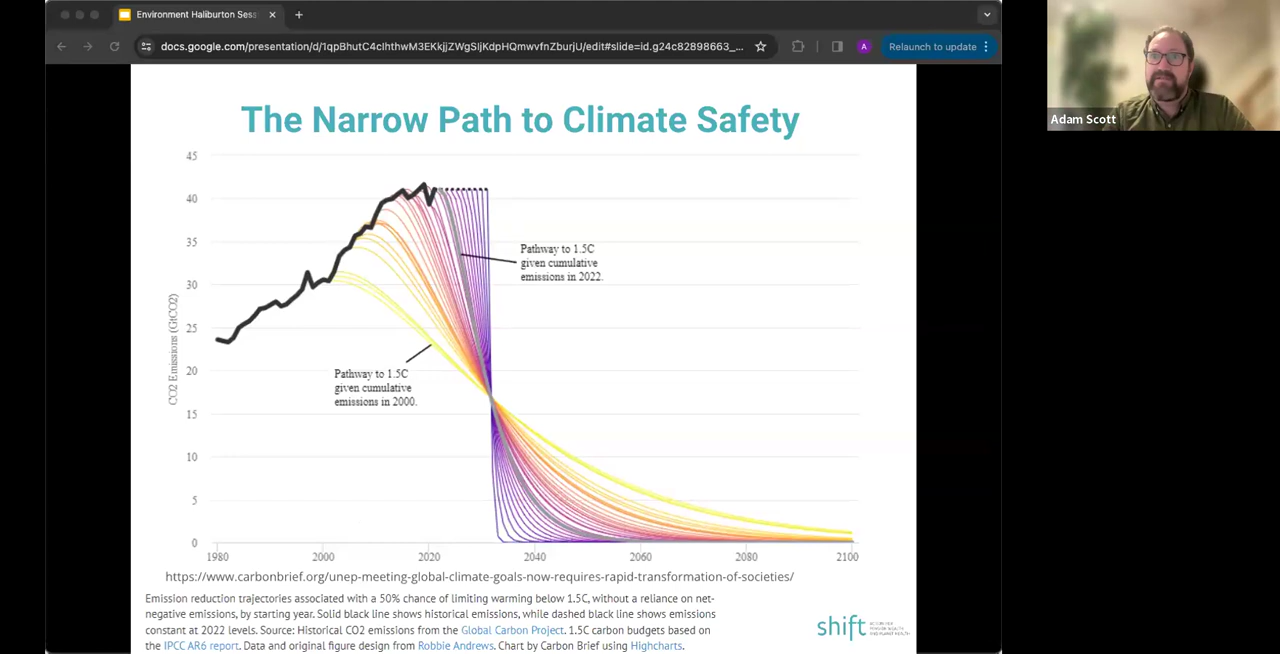 Environment Haliburton Sess
docs.google.com/presentation/d/1qpBhutC4clhthwM3EKkjjZWgSljKdpHQmwvfnZburjU/edit#slide=id.g24c82898663_...
A
Relaunch to update
Adam Scott
The Narrow Path to Climate Safety
45
40
35
30
25
20
15
10
5
0
CO2 Emissions (GtCO2)
Pathway to 1.5C
given cumulative
emissions in 2022.
Pathway to 1.5C
given cumulative
emissions in 2000.
1980
2000
2020
2040
2060
2080
2100
https://www.carbonbrief.org/unep-meeting-global-climate-goals-now-requires-rapid-transformation-of-societies/
Emission reduction trajectories associated with a 50% chance of limiting warming below 1.5C, without a reliance on net-
negative emissions, by starting year. Solid black line shows historical emissions, while dashed black line shows emissions
constant at 2022 levels. Source: Historical CO2 emissions from the Global Carbon Project. 1.5C carbon budgets based on
the IPCC AR6 report. Data and original figure design from Robbie Andrews. Chart by Carbon Brief using Highcharts.
shift